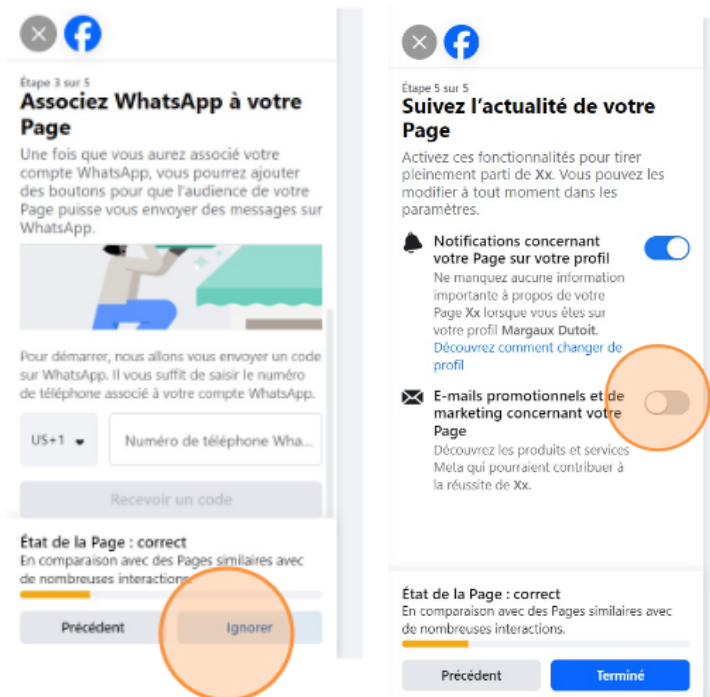 Étape 3 sur 5
Associez WhatsApp à votre
Page
Une fois que vous aurez associé votre
compte WhatsApp, vous pourrez ajouter
des boutons pour que l'audience de votre
Page puisse vous envoyer des messages sur
WhatsApp.
Pour démarrer, nous allons vous envoyer un code
sur WhatsApp. Il vous suffit de saisir le numéro
de téléphone associé à votre compte WhatsApp.
US+1
Numéro de téléphone Wha...
Recevoir un code
État de la Page : correct
En comparaison avec des Pages similaires avec
de nombreuses interactions.
Précédent
Ignorer
Étape 5 sur 5
Suivez l'actualité de votre
Page
Activez ces fonctionnalités pour tirer
pleinement parti de Xx. Vous pouvez les
modifier à tout moment dans les
paramètres.
Notifications concernant
votre Page sur votre profil
Ne manquez aucune information
importante à propos de votre
Page Xx lorsque vous êtes sur
votre profil Margaux Dutoit.
Découvrez comment changer de
profil
E-mails promotionnels et de
marketing concernant votre
Page
Découvrez les produits et services
Meta qui pourraient contribuer à
la réussite de Xx.
État de la Page : correct
En comparaison avec des Pages similaires avec
de nombreuses interactions.
Précédent
Terminé